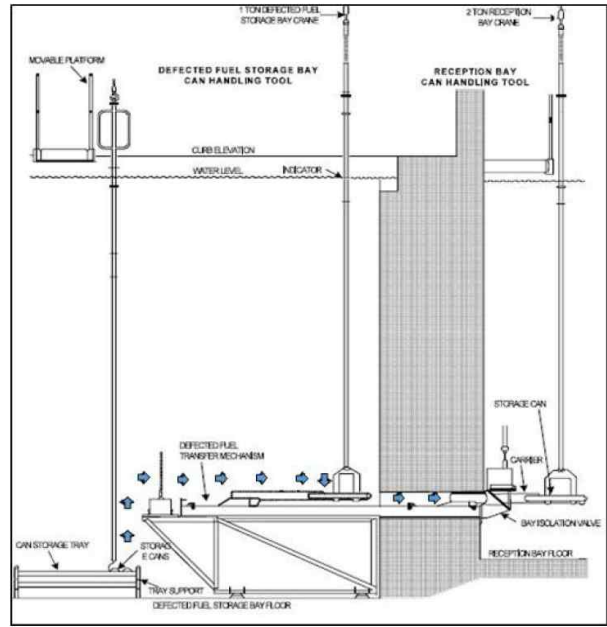 1 TON DEFECTED FUEL
STORAGE BAY CRANE
2 TON RECEPTION
BAY CRANE
MOVABLE PLATFORM
DEFECTED FUEL STORAGE BAY
CAN HANDLING TOOL
RECEPTION BAY
CAN HANDLING TOOL
CURB ELEVATION
WATER LEVEL
INDICATOR
STORAGE CAN
DEFECTED FUEL
TRANSFER MECHANISM
CARRIER
BAY ISOLATION VALVE
CAN STORAGE TRAY
STORAG
E CANS
RECEPTION BAY FLOOR
TRAY SUPPORT
DEFECTED FUEL STORAGE BAY FLOOR